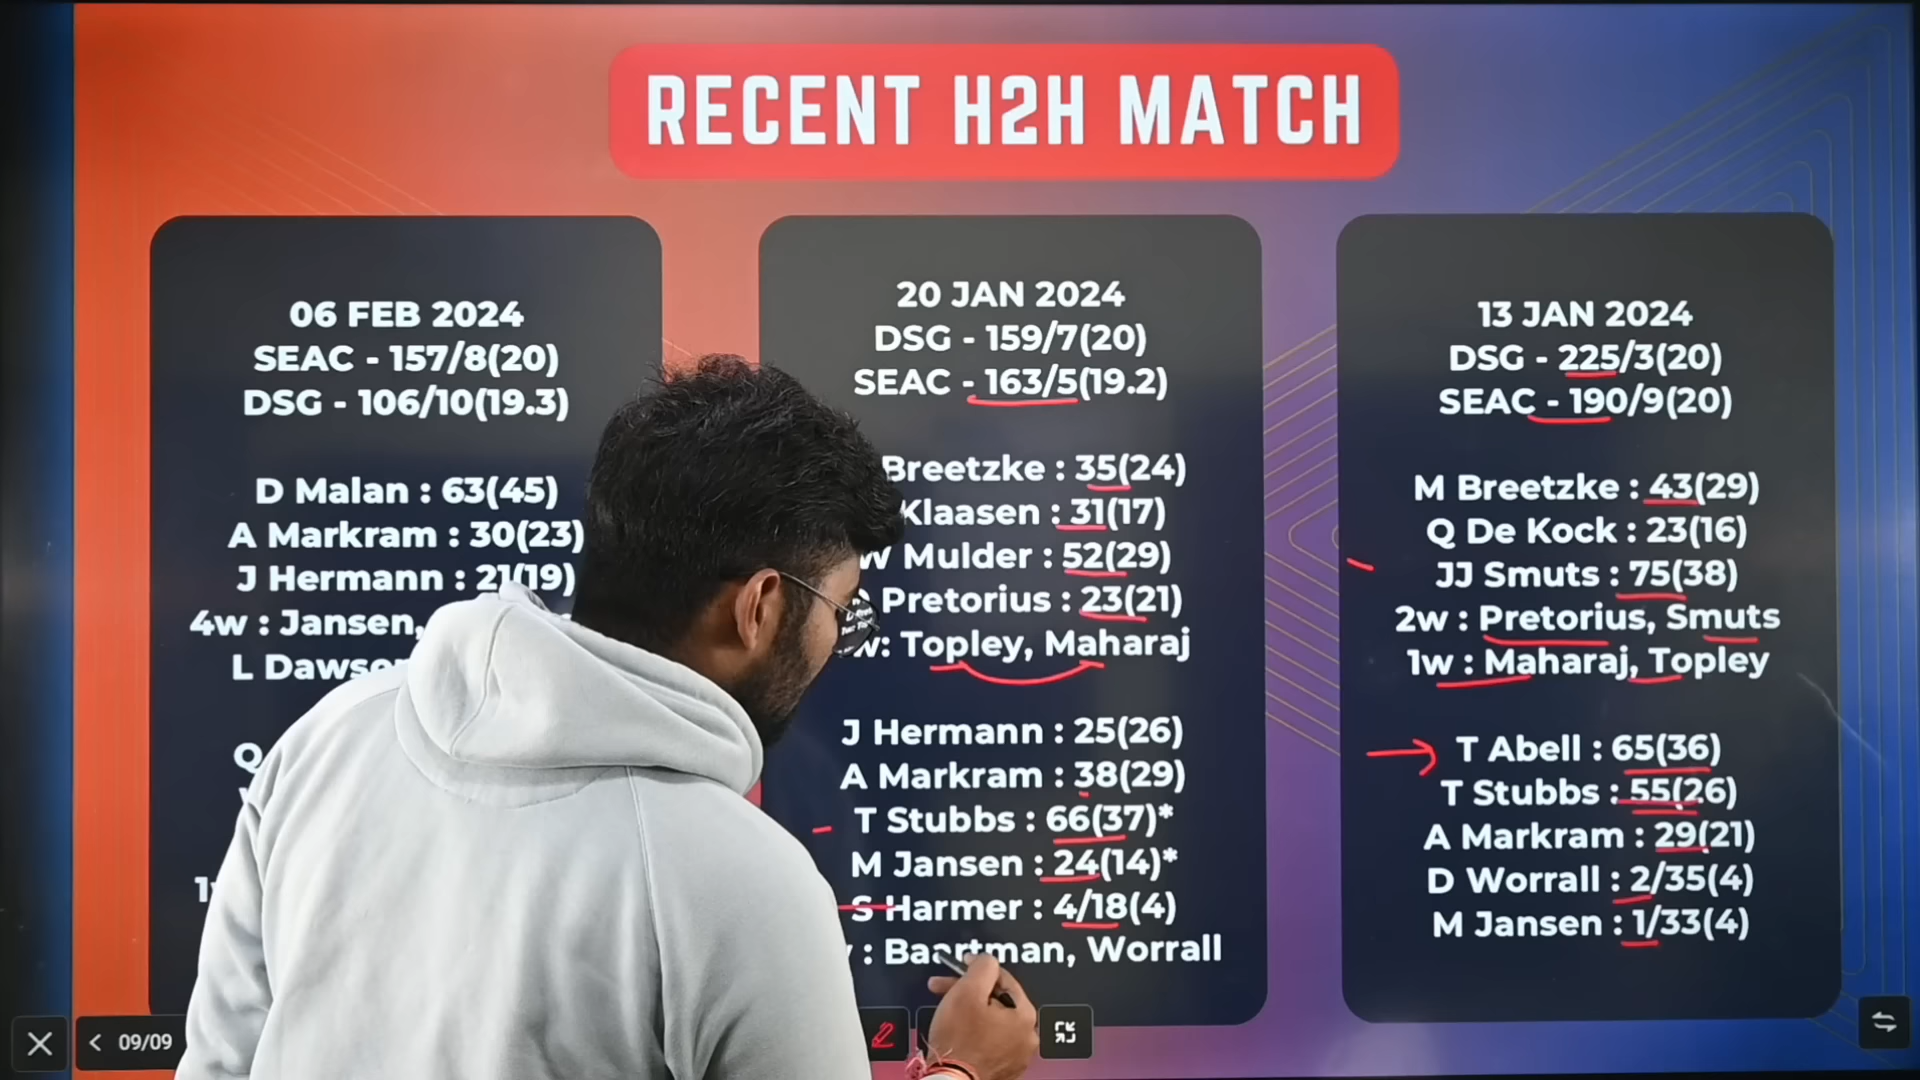 RECENT H2H MATCH
06 FEB 2024
SEAC - 157/8(20)
DSG - 106/10(19.3)
D Malan : 63(45)
A Markram : 30(23)
J Hermann : 21(19)
4w : Jansen,
L
Q
20 JAN 2024
DSG - 159/7(20)
SEAC - 163/5(19.2)
Breetzke : 35(24)
Klaasen : 31(17)
W Mulder : 52(29)
Pretorius : 23(21)
Topley, Maharaj
J Hermann : 25(26)
A Markram : 38(29)
T Stubbs : 66(37)*
M Jansen : 24(14)*
S Harmer : 4/18(4)
: Baartman, Worrall
13 JAN 2024
DSG - 225/3(20)
SEAC - 190/9(20)
M Breetzke : 43(29)
Q De Kock : 23(16)
JJ Smuts : 75(38)
2w : Pretorius, Smuts
1w : Maharaj, Topley
T Abell : 65(36)
T Stubbs : 55(26)
A Markram : 29(21)
D Worrall : 2/35(4)
M Jansen : 1/33(4)
09/09